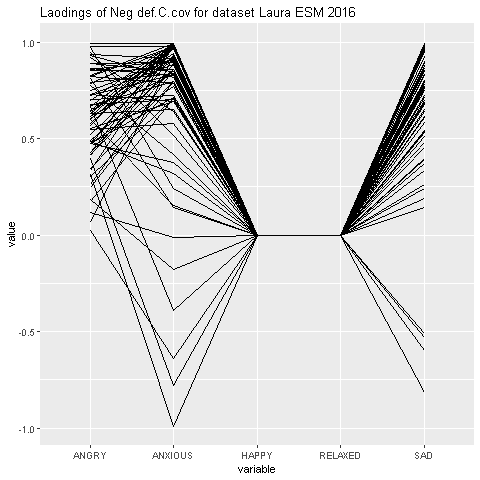 Laodings of Neg def.C.cov for dataset Laura ESM 2016
1.0
0.5
0.0
-0.5
-1.0
value
ANGRY ANXIOUS HAPPY RELAXED SAD
variable